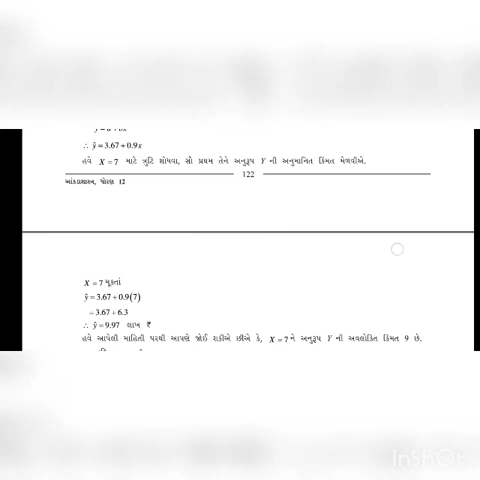 ∴ ŷ = 3.67 + 0.9x
હવે X = 7 માટે ત્રુટિ શોધવા, સૌ પ્રથમ તેને અનુરૂપ Y ની અનુમાનિત કિંમત મેળવીએ.
122
આંકડાશાસ્ત્ર, ધોરણ 12
X = 7 મૂકતાં
ŷ = 3.67 + 0.9(7)
= 3.67 + 6.3
∴ ŷ = 9.97 લાખ ₹
હવે આપેલી માહિતી પરથી આપણે જોઈ શકીએ છીએ કે, X = 7 ને અનુરૂપ Y ની અવલોકિત કિંમત 9 છે.
InShOt